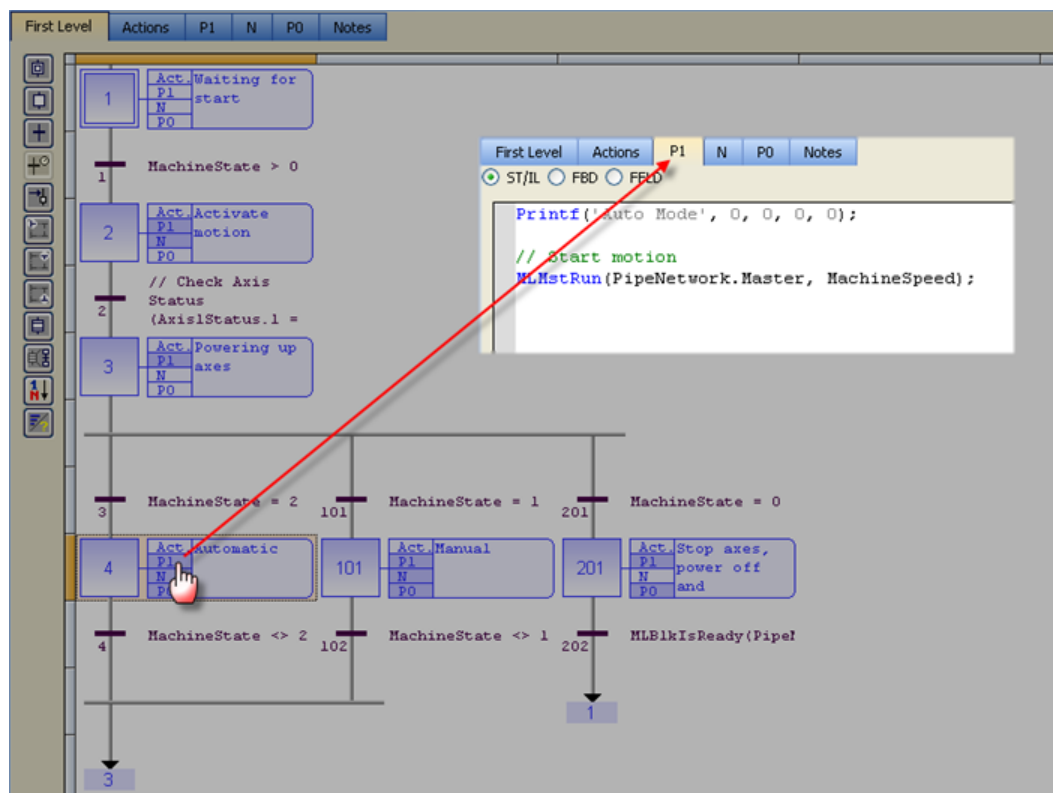 First Level Actions P1 N P0 Notes
1
Act. Waiting for
P1 start
N
P0
1 MachineState > 0
First Level Actions P1 N P0 Notes
ST/IL FBD FFLD
Printf('Auto Mode', 0, 0, 0, 0);
// Start motion
MLMstRun(PipeNetwork.Master, MachineSpeed);
2
Act. Activate
P1 motion
N
P0
// Check Axis
2 Status
(Axis1Status.1 =
3
Act. Powering up
P1 axes
N
P0
3 MachineState = 2
101 MachineState = 1
201 MachineState = 0
4
Act. Automatic
P1
N
P0
101
Act. Manual
P1
N
P0
201
Act. Stop axes,
P1 power off
N and
P0
4 MachineState <> 2
102 MachineState <> 1
202 MLBlkIsReady(PipeN
1
3